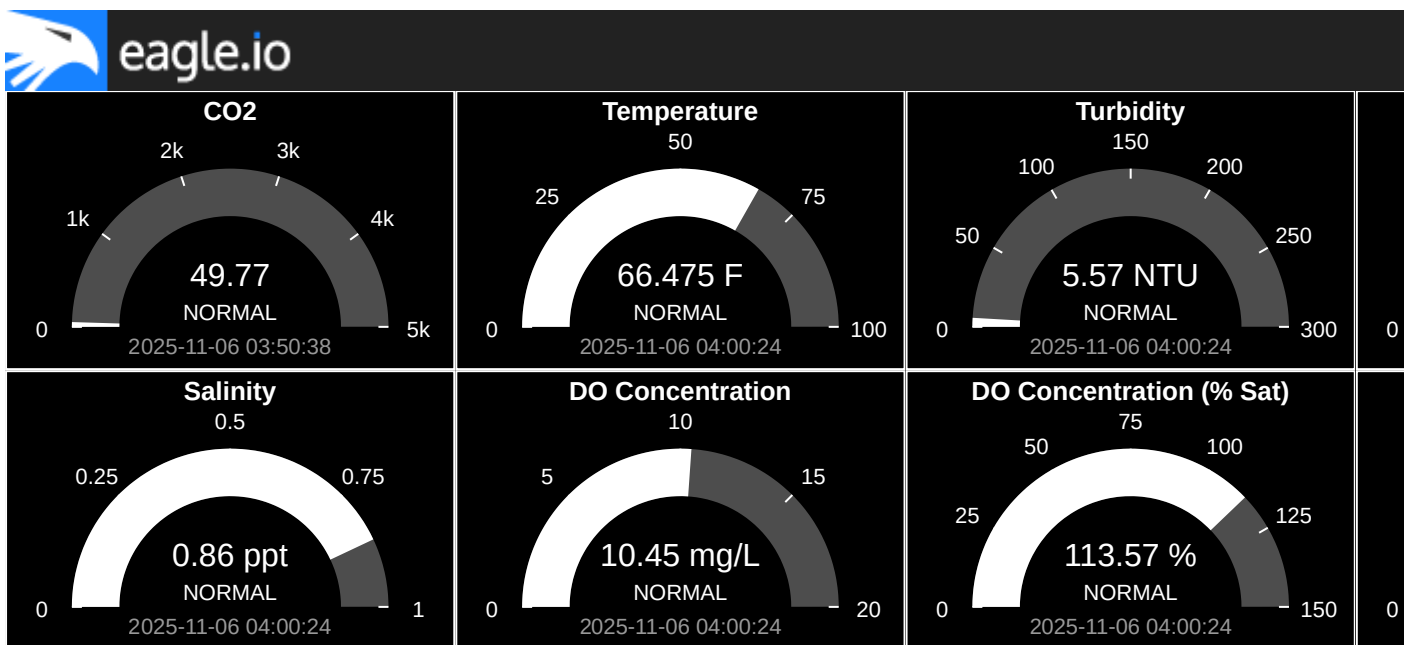 eagle.io
CO2
2k
3k
1k
4k
49.77
NORMAL
0
5k
2025-11-06 03:50:38
Temperature
50
25
75
66.475 F
NORMAL
0
100
2025-11-06 04:00:24
Turbidity
150
100
200
50
250
5.57 NTU
NORMAL
0
300
2025-11-06 04:00:24
0
Salinity
0.5
0.25
0.75
0.86 ppt
NORMAL
0
1
2025-11-06 04:00:24
DO Concentration
10
5
15
10.45 mg/L
NORMAL
0
20
2025-11-06 04:00:24
DO Concentration (% Sat)
75
50
100
25
125
113.57 %
NORMAL
0
150
2025-11-06 04:00:24
0